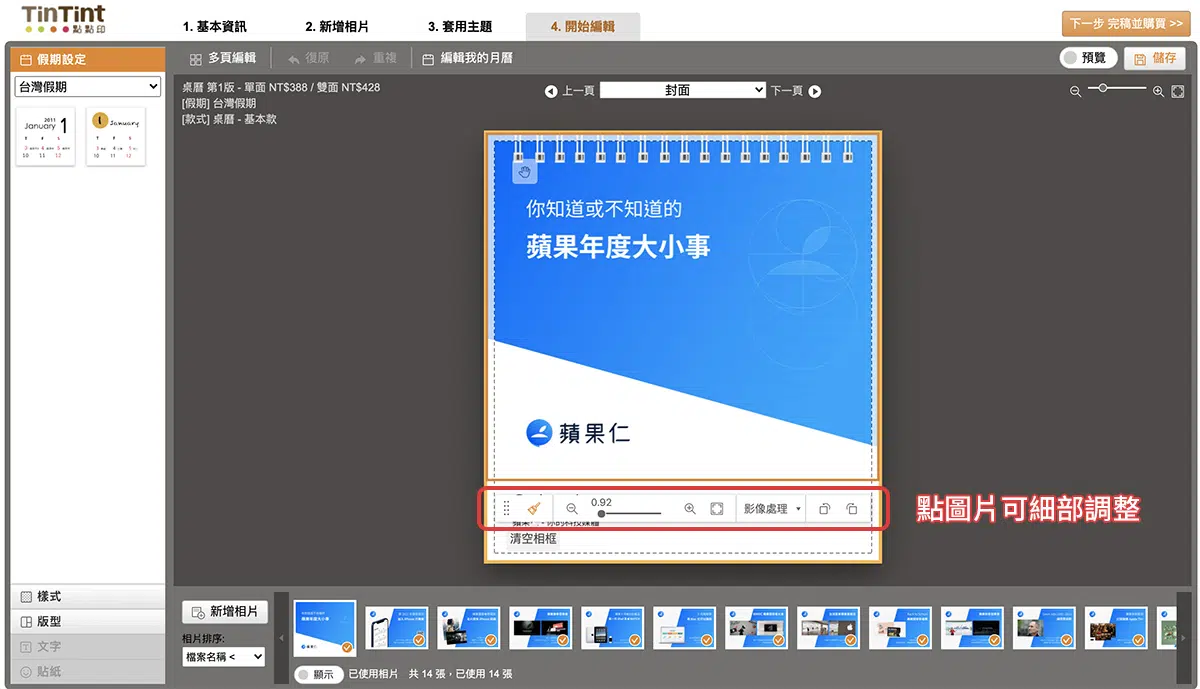 TinTint
點點印
1. 基本資訊
2. 新增相片
3. 套用主題
4. 開始編輯
下一步 完稿並購買 >>
假期設定
多頁編輯
復原
重複
編輯我的月曆
預覽
儲存
台灣假期
桌曆 第1版 - 單面 NT$388 / 雙面 NT$428
[假期] 台灣假期
[款式] 桌曆 - 基本款
上一頁
封面
下一頁
2011
January 1
January
你知道或不知道的
蘋果年度大小事
蘋果仁
0.92
影像處理
清空相框
點圖片可細部調整
樣式
版型
文字
貼紙
新增相片
相片排序:
檔案名稱 <
顯示
已使用相片
共 14 張，已使用 14 張